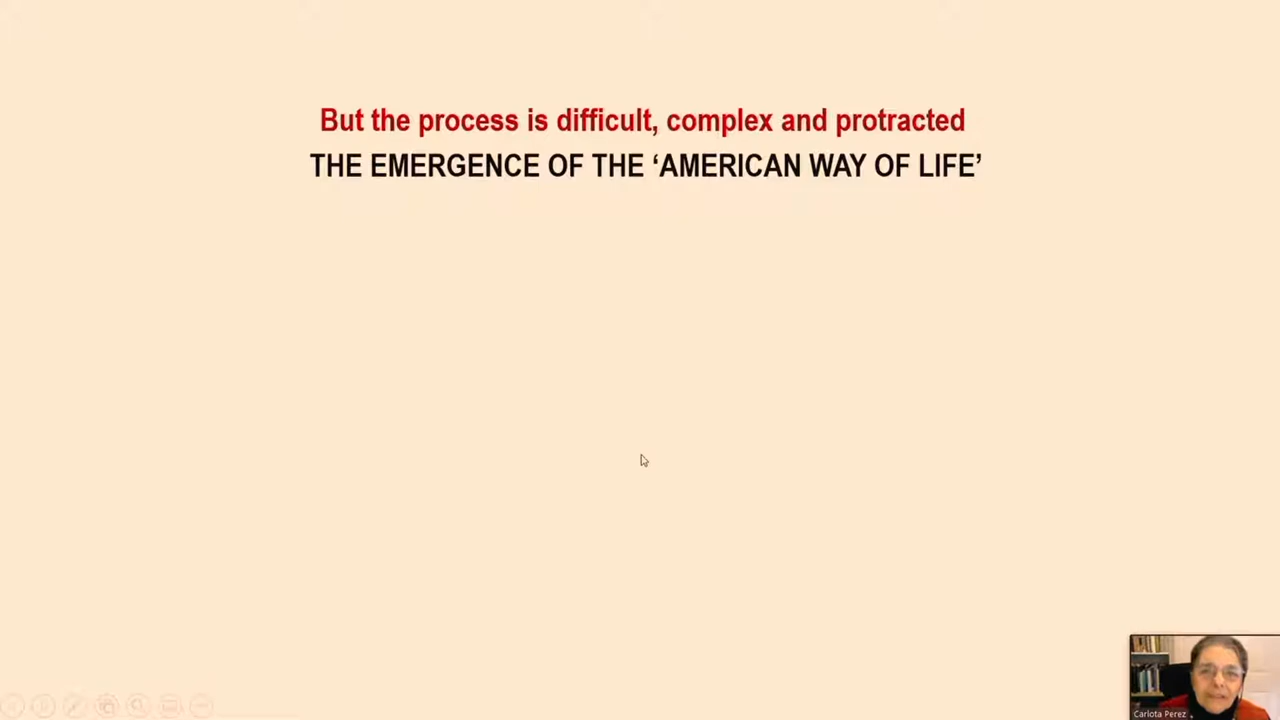 But the process is difficult, complex and protracted
THE EMERGENCE OF THE ‘AMERICAN WAY OF LIFE’
Carlota Perez